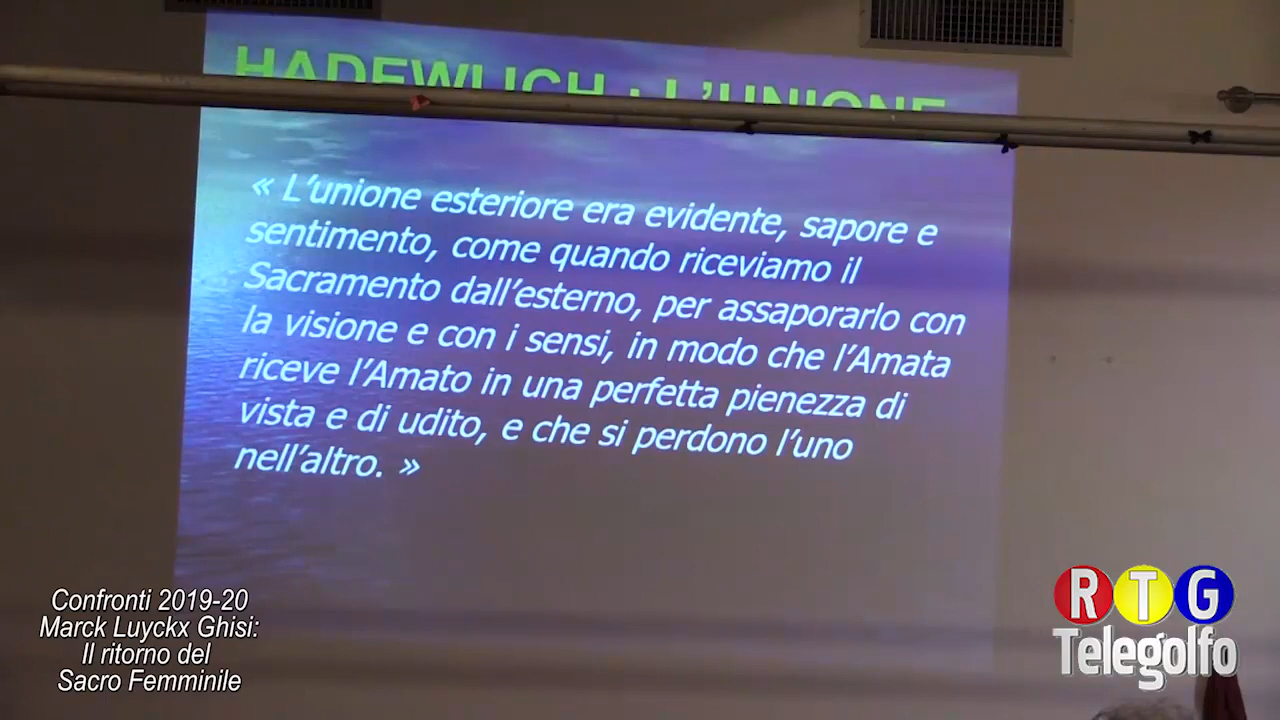 HADEWIJCH : L'UNIONE
« L'unione esteriore era evidente, sapore e
sentimento, come quando riceviamo il
Sacramento dall'esterno, per assaporarlo con
la visione e con i sensi, in modo che l'Amata
riceve l'Amato in una perfetta pienezza di
vista e di udito, e che si perdono l'uno
nell'altro. »
Confronti 2019-20
Marck Luyckx Ghisi:
Il ritorno del
Sacro Femminile
RTG
Telegolfo